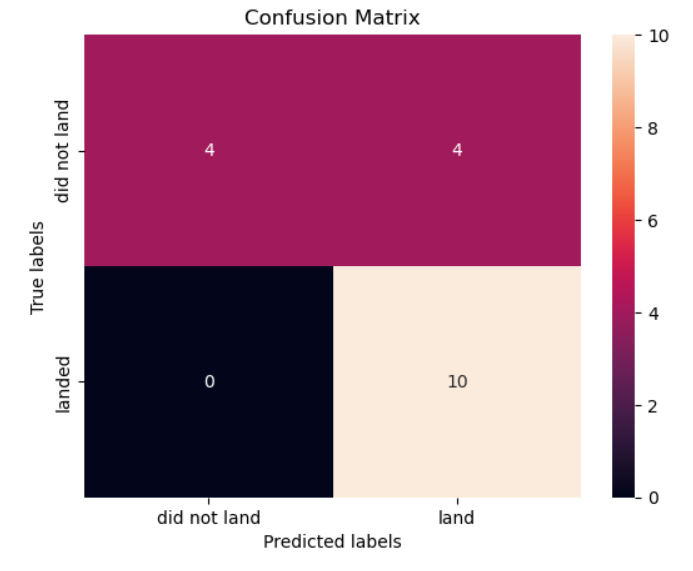 Confusion Matrix
True labels
did not land
landed
4
4
0
10
did not land
land
Predicted labels
10
8
6
4
2
0